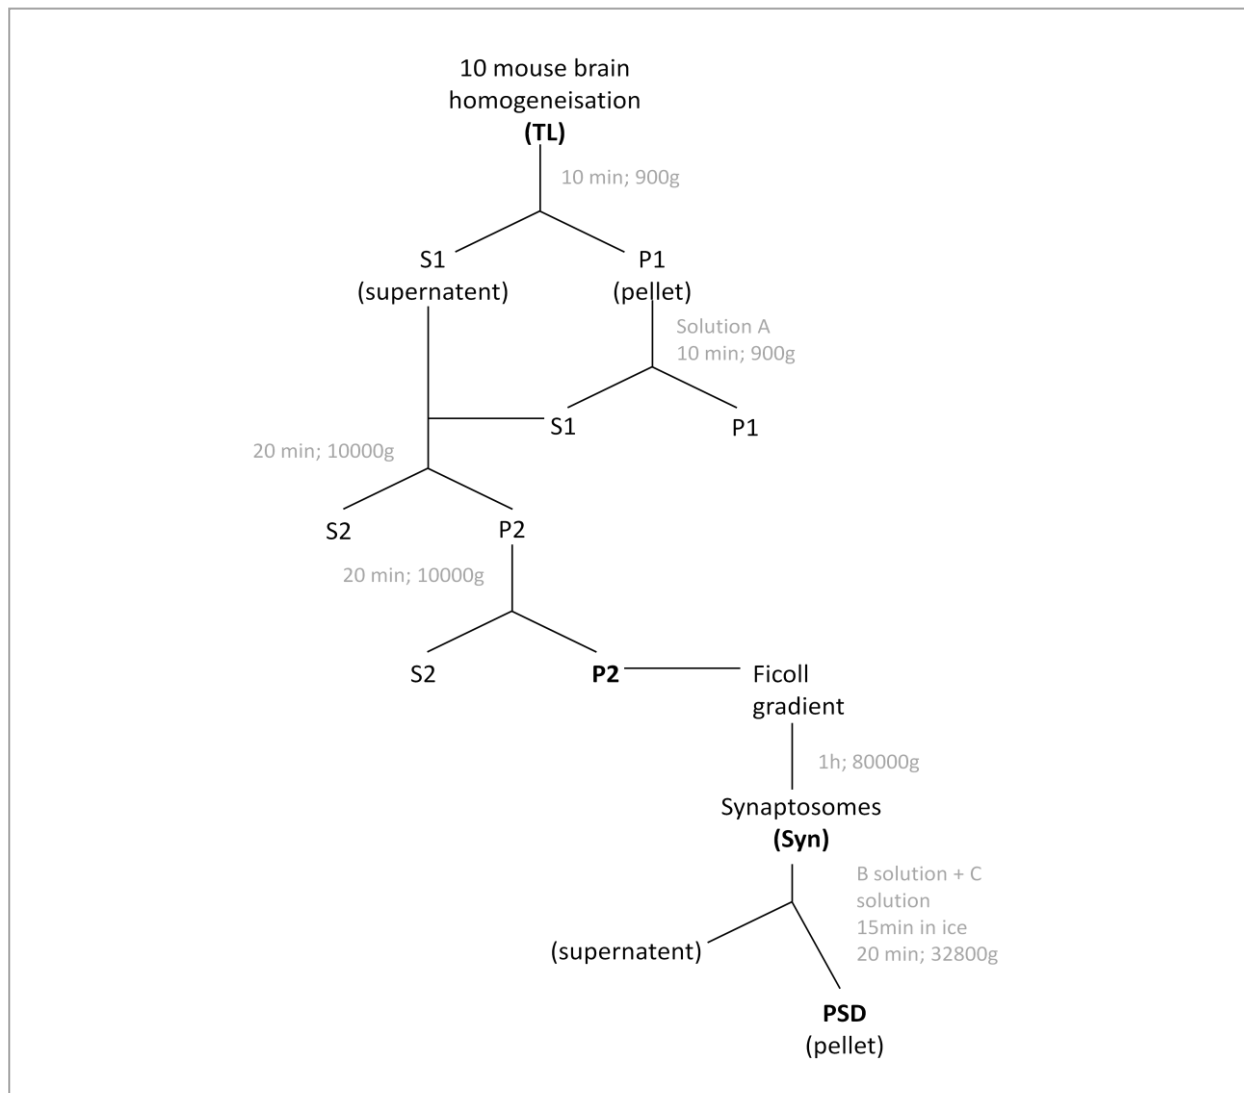 10 mouse brain
homogeneisation
(TL)
10 min; 900g
S1
(supernatent)
P1
(pellet)
Solution A
10 min; 900g
S1
P1
20 min; 10000g
S2
P2
20 min; 10000g
S2
P2
Ficoll
gradient
1h; 80000g
Synaptosomes
(Syn)
B solution + C
solution
15min in ice
20 min; 32800g
(supernatent)
PSD
(pellet)